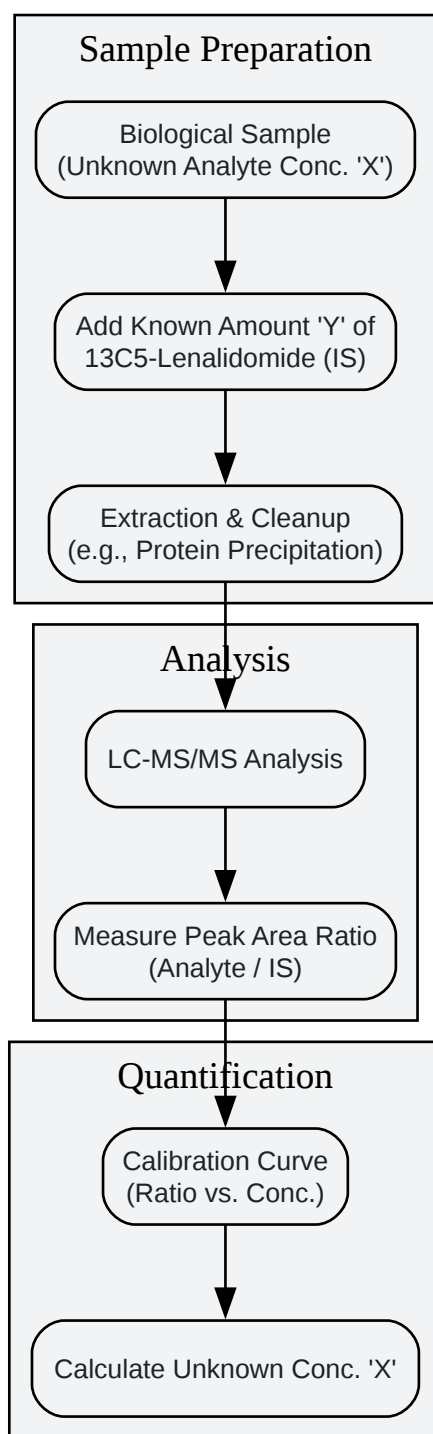 Sample Preparation
Biological Sample
(Unknown Analyte Conc. 'X')
Add Known Amount 'Y' of
13C5-Lenalidomide (IS)
Extraction & Cleanup
(e.g., Protein Precipitation)
Analysis
LC-MS/MS Analysis
Measure Peak Area Ratio
(Analyte / IS)
Quantification
Calibration Curve
(Ratio vs. Conc.)
Calculate Unknown Conc. 'X'